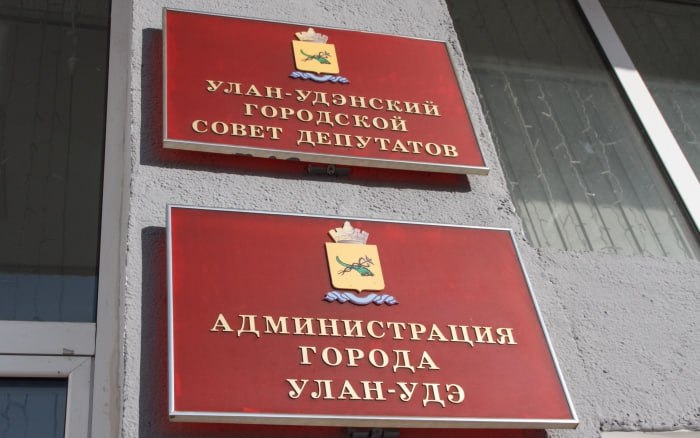 УЛАН-УДЭНСКИЙ
ГОРОДСКОЙ
СОВЕТ ДЕПУТАТОВ
АДМИНИСТРАЦИЯ
ГОРОДА
УЛАН-УДЭ